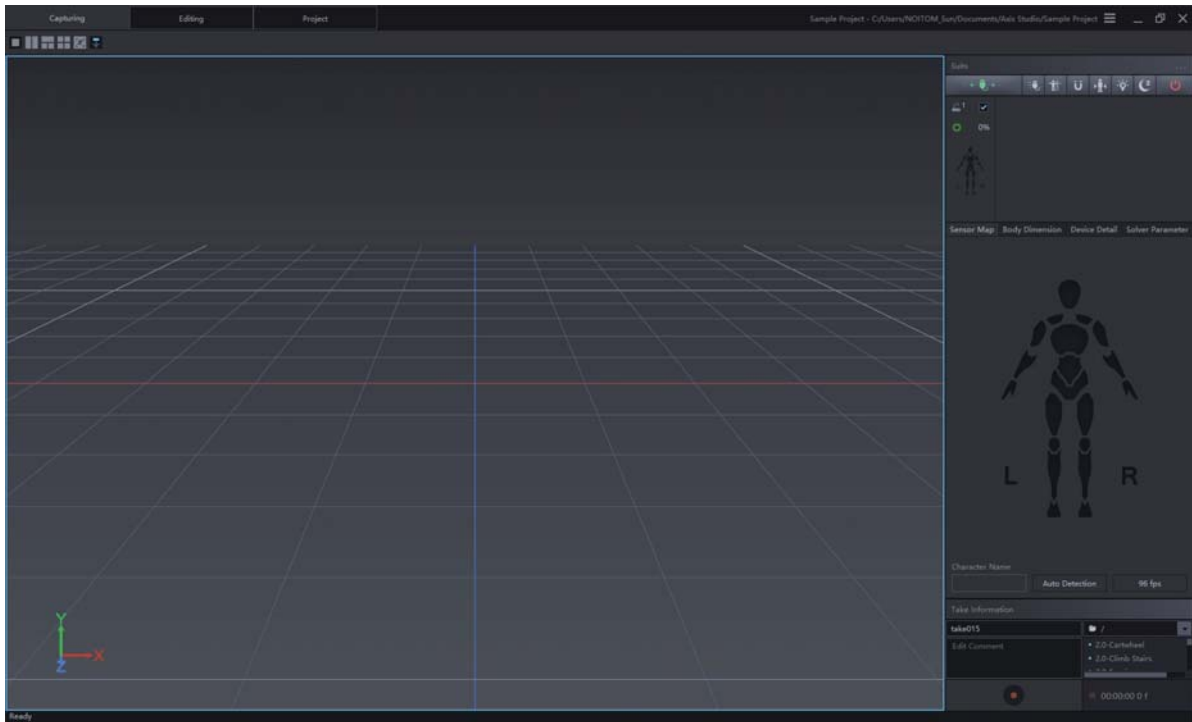 Capturing Editing Project Sample Project - C:/Users/NOITOM_Sun/Documents/Axis Studio/Sample Project
Suits ...
1
0%
Sensor Map Body Dimension Device Detail Solver Parameter
L R
Character Name
Auto Detection 96 fps
Take Information
take015 /
Edit Comment
• 2.0-Cartwheel
• 2.0-Climb Stairs
00:00:00 0 f
Y
X
Z
Ready